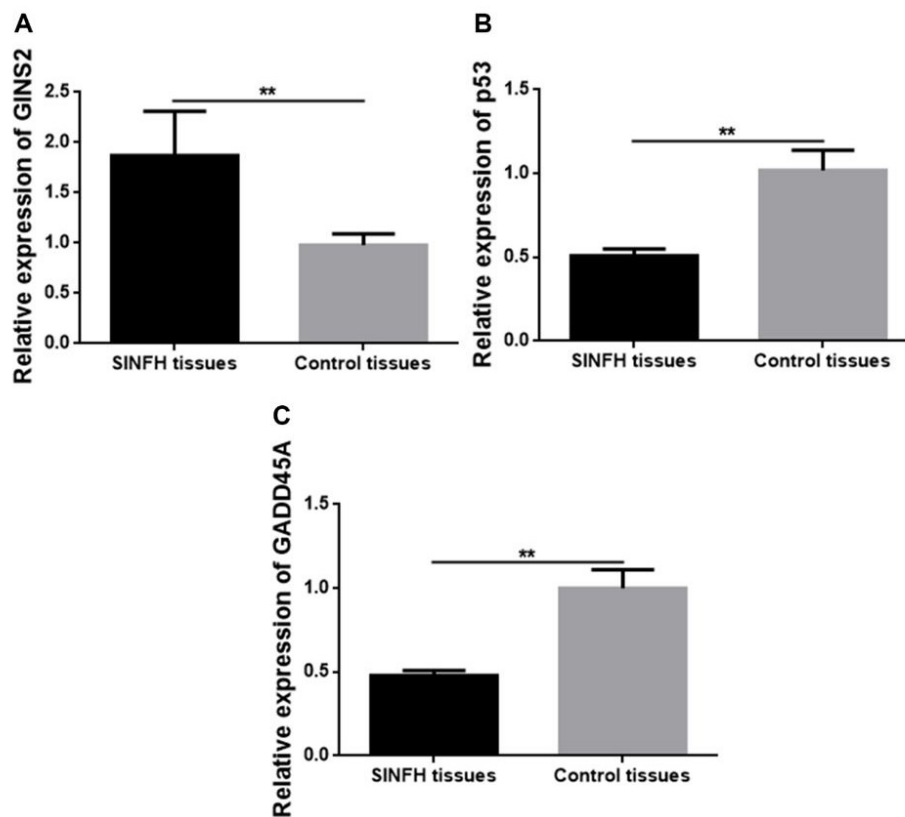 A
Relative expression of GINS2
2.5
2.0
1.5
1.0
0.5
0.0
**
SINFH tissues
Control tissues
B
Relative expression of p53
1.5
1.0
0.5
0.0
**
SINFH tissues
Control tissues
C
Relative expression of GADD45A
1.5
1.0
0.5
0.0
**
SINFH tissues
Control tissues